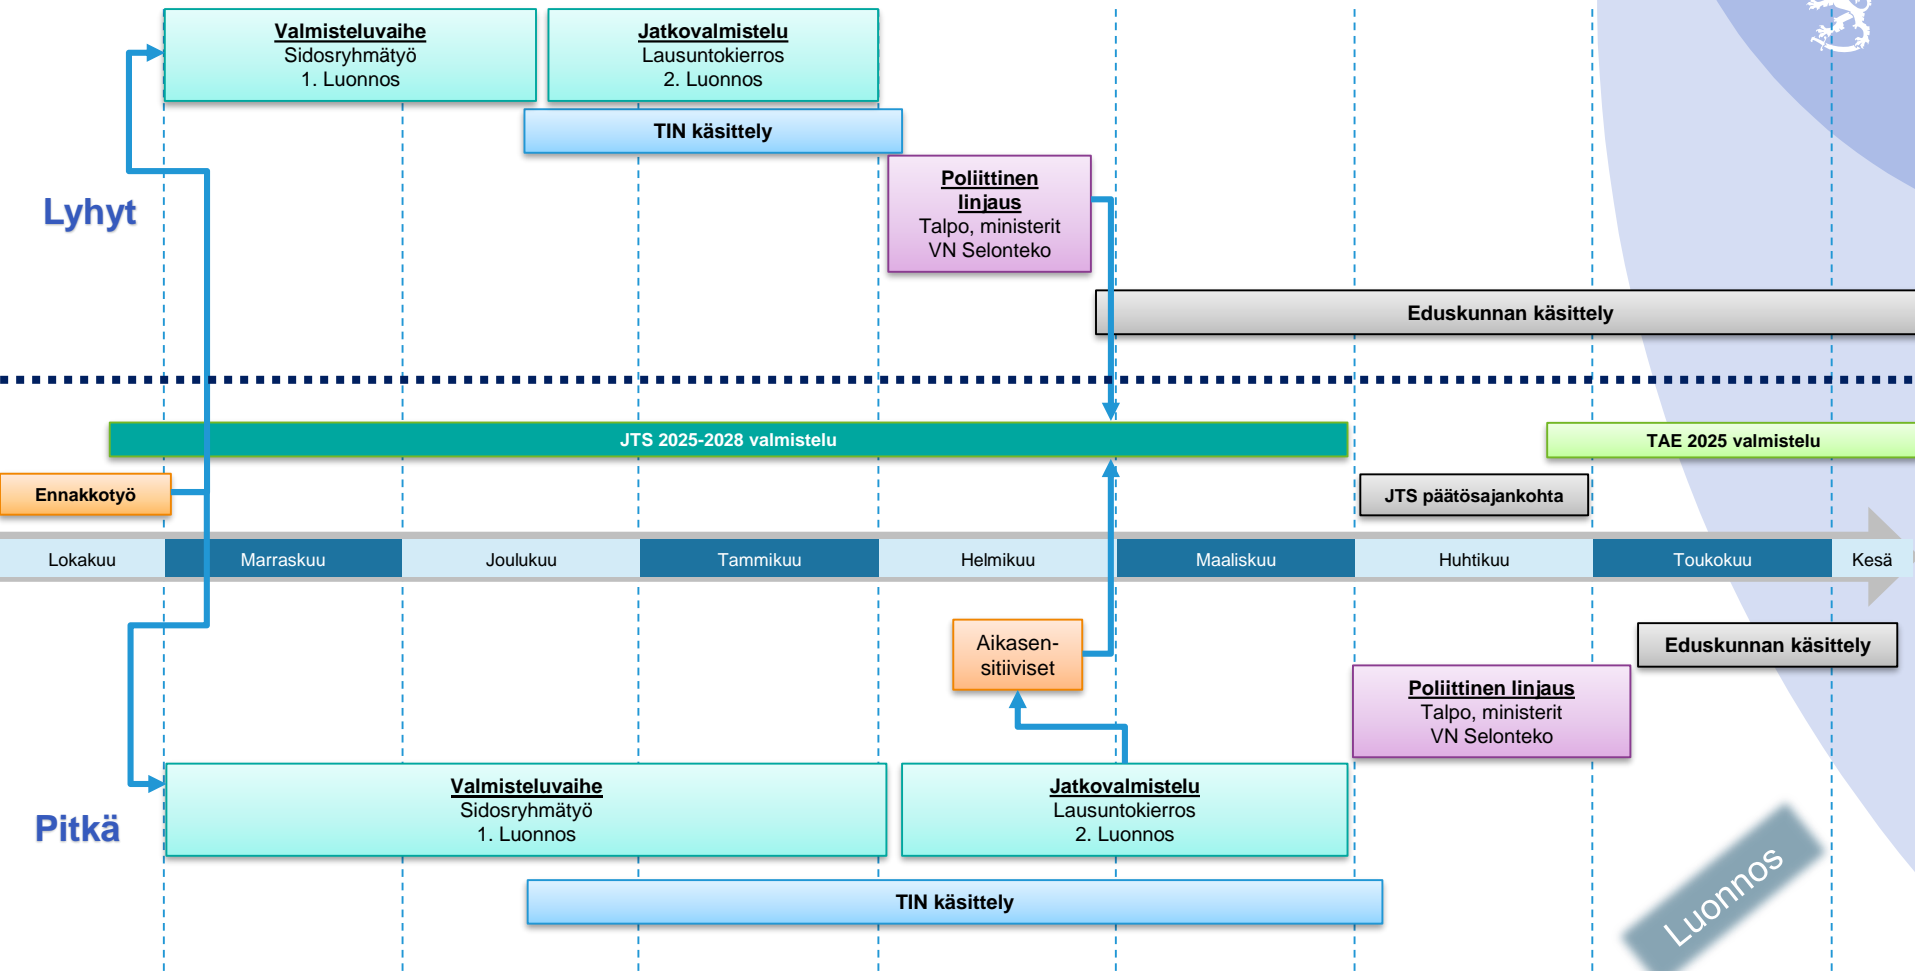 Valmisteluvaihe
Sidosryhmätyö
1. Luonnos
Jatkovalmistelu
Lausuntokierros
2. Luonnos
TIN käsittely
Poliittinen
linjaus
Talpo, ministerit
VN Selonteko
Lyhyt
Eduskunnan käsittely
JTS 2025-2028 valmistelu
TAE 2025 valmistelu
Ennakkotyö
JTS päätösajankohta
Lokakuu
Marraskuu
Joulukuu
Tammikuu
Helmikuu
Maaliskuu
Huhtikuu
Toukokuu
Kesä
Aikasen-
sitiiviset
Eduskunnan käsittely
Poliittinen linjaus
Talpo, ministerit
VN Selonteko
Pitkä
Valmisteluvaihe
Sidosryhmätyö
1. Luonnos
Jatkovalmistelu
Lausuntokierros
2. Luonnos
TIN käsittely
Luonnos